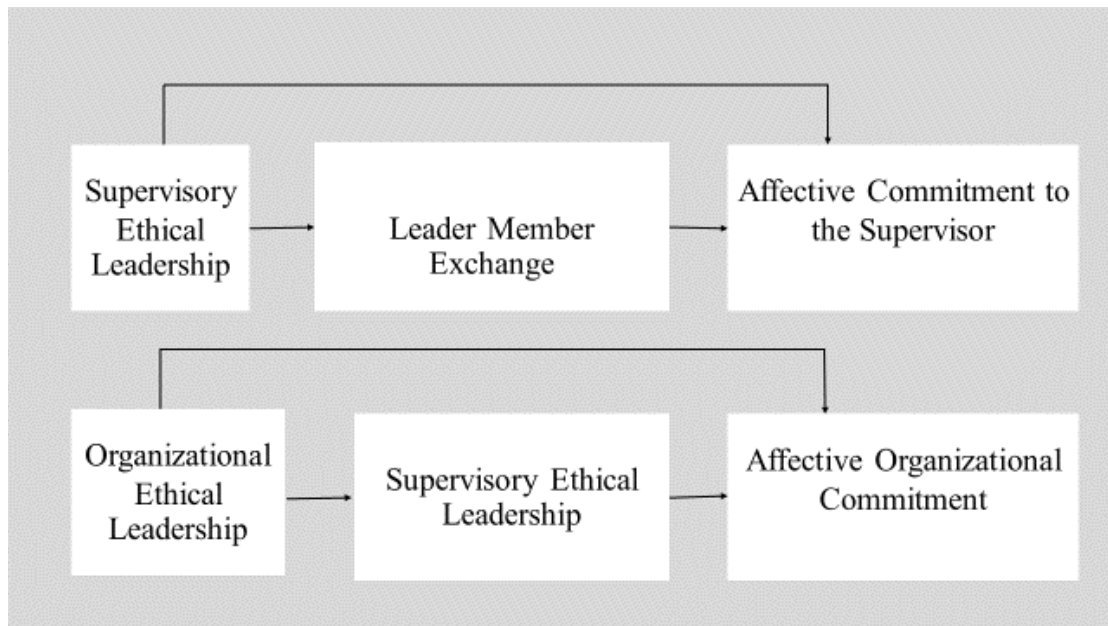 Supervisory
Ethical
Leadership
Leader Member
Exchange
Affective Commitment to
the Supervisor
Organizational
Ethical
Leadership
Supervisory Ethical
Leadership
Affective Organizational
Commitment